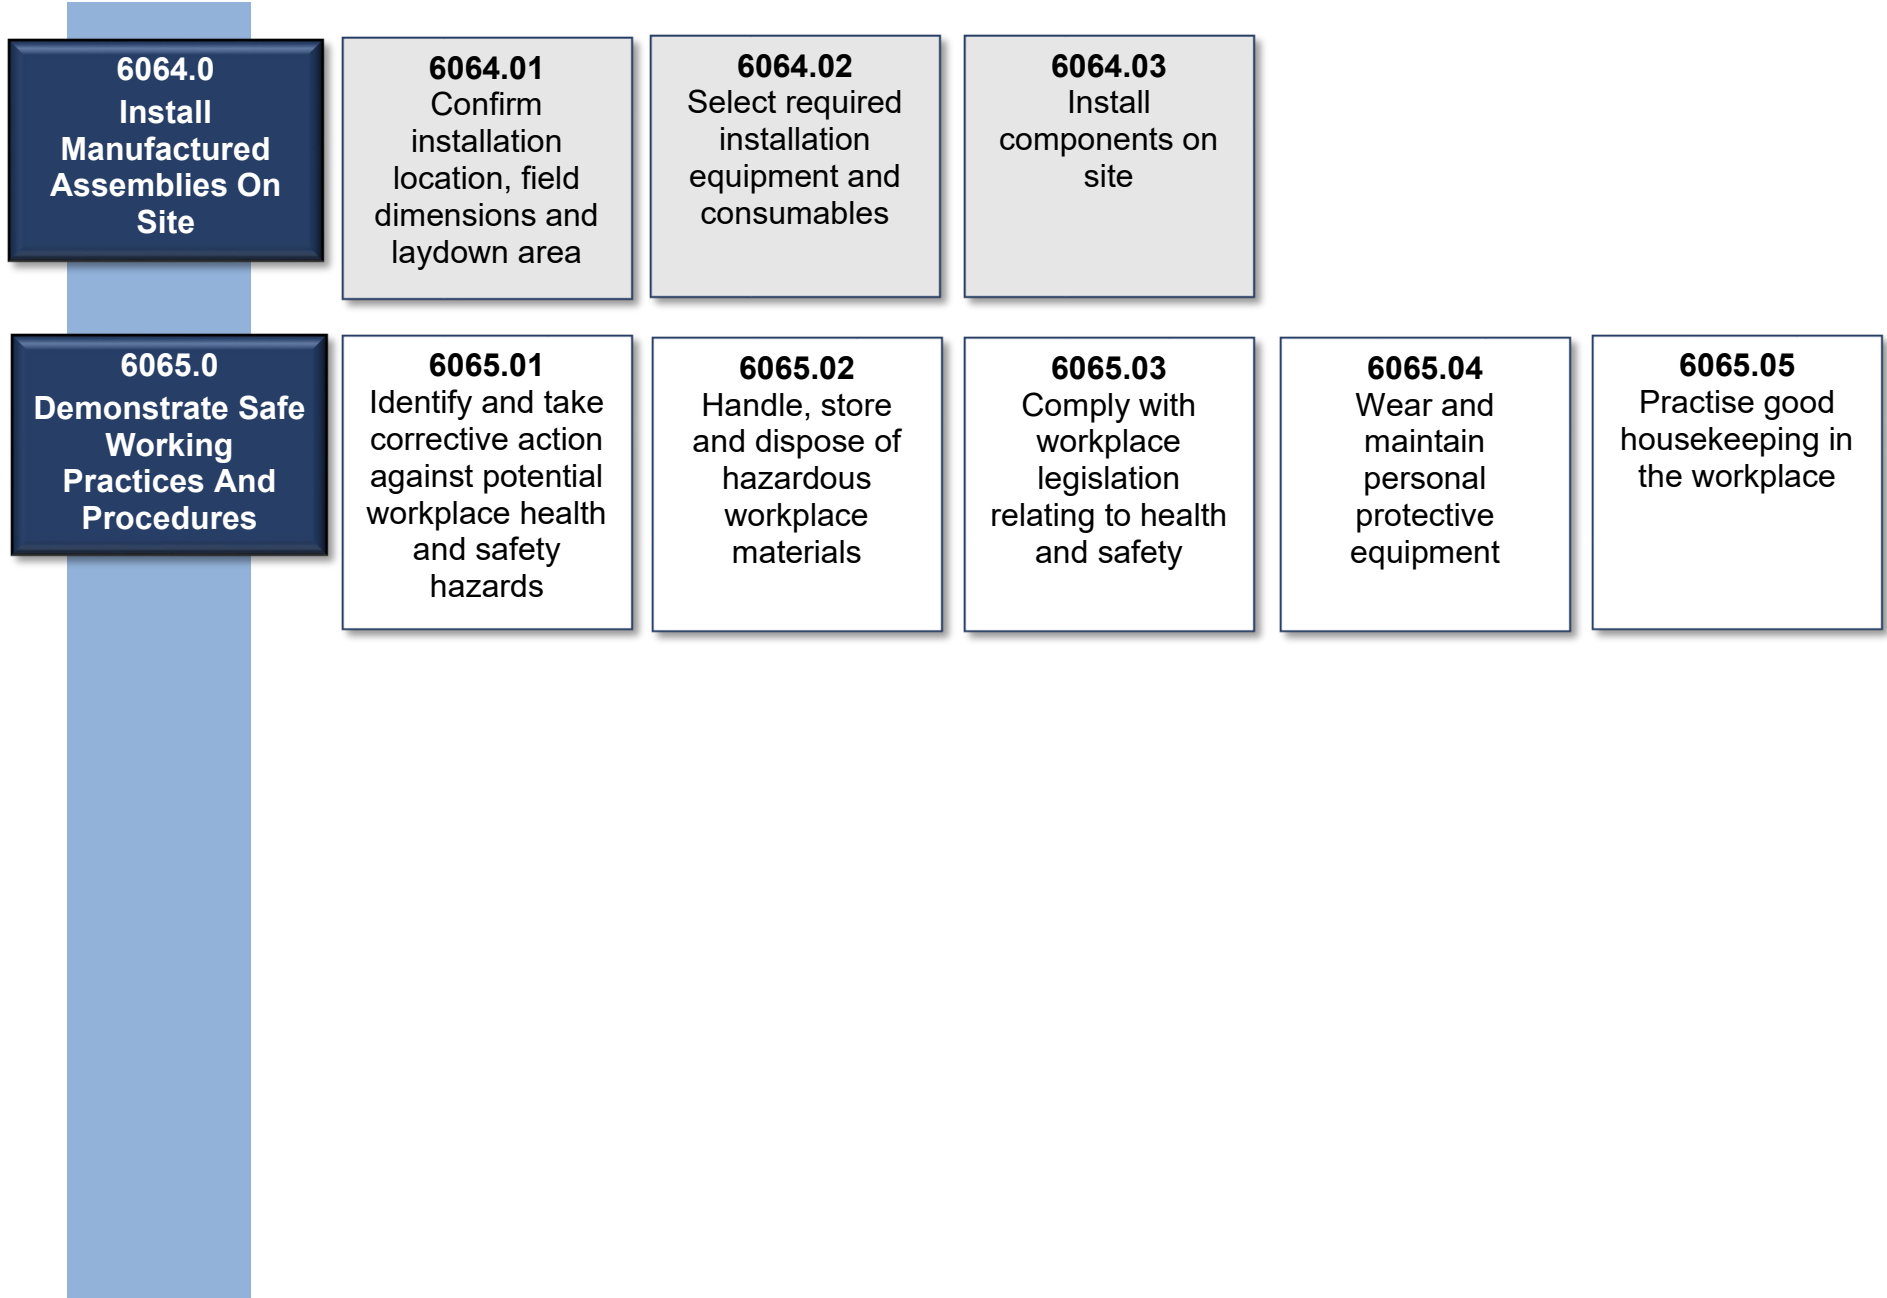 6064.0
Install
Manufactured
Assemblies On
Site
6064.01
Confirm
installation
location, field
dimensions and
laydown area
6064.02
Select required
installation
equipment and
consumables
6064.03
Install
components on
site
6065.0
Demonstrate Safe
Working
Practices And
Procedures
6065.01
Identify and take
corrective action
against potential
workplace health
and safety
hazards
6065.02
Handle, store
and dispose of
hazardous
workplace
materials
6065.03
Comply with
workplace
legislation
relating to health
and safety
6065.04
Wear and
maintain
personal
protective
equipment
6065.05
Practise good
housekeeping in
the workplace